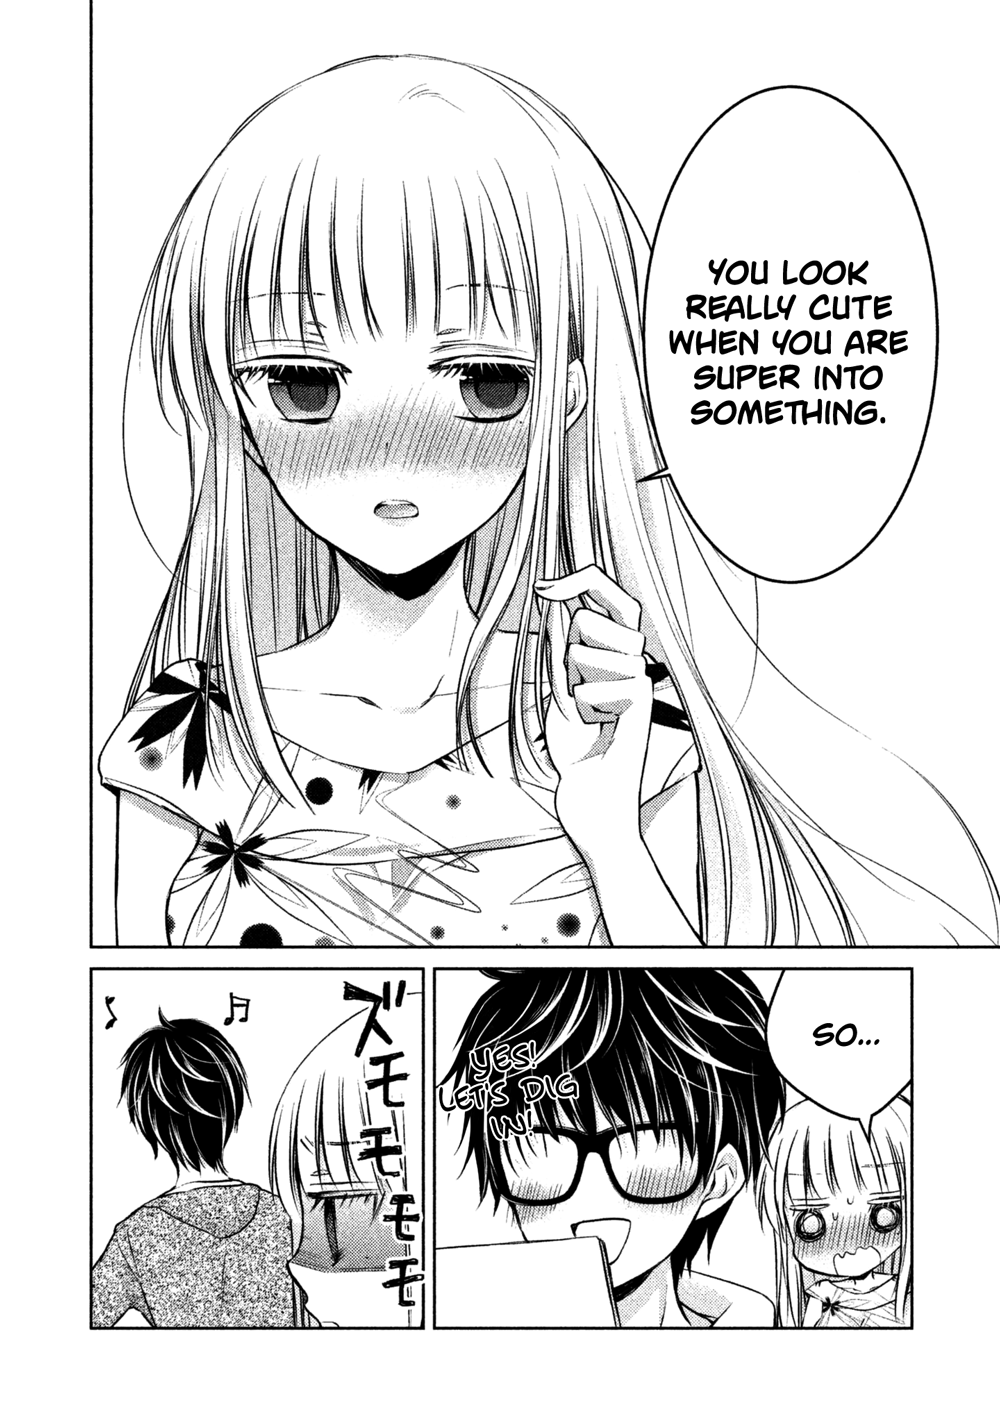 YOU LOOK
REALLY CUTE
WHEN YOU ARE
SUPER INTO
SOMETHING.
SO...
YES!
LET'S DIG
IN!
ズモモモモモ